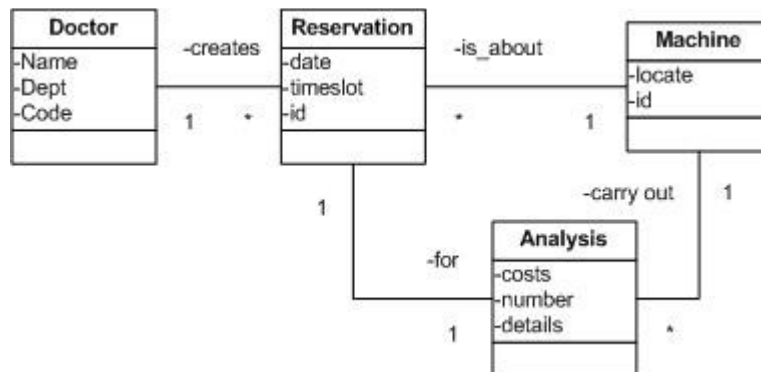 Doctor
-Name
-Dept
-Code
-creates
1
*
Reservation
-date
-timeslot
-id
-is_about
*
1
Machine
-locate
-id
-carry out
1
1
-for
1
Analysis
-costs
-number
-details
*